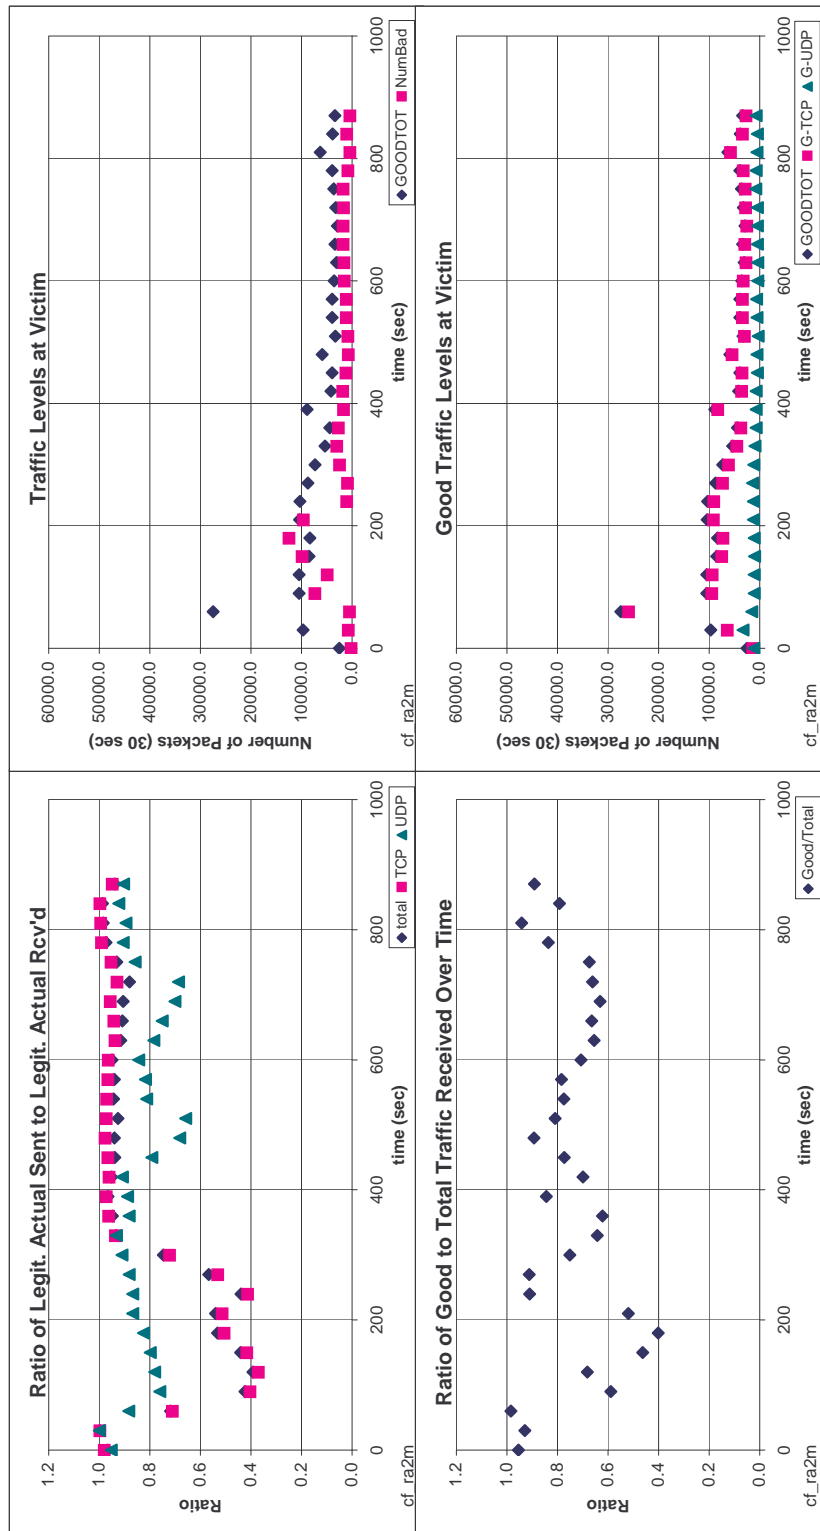 Ratio of Legit. Actual Sent to Legit. Actual Rcv'd
Ratio
1.2
1.0
0.8
0.6
0.4
0.2
0.0
0 200 400 600 800 1000
time (sec)
cf_ra2m
total TCP UDP
Traffic Levels at Victim
Number of Packets (30 sec)
60000.0
50000.0
40000.0
30000.0
20000.0
10000.0
0.0
0 200 400 600 800 1000
time (sec)
cf_ra2m
GOODTOT NumBad
Ratio of Good to Total Traffic Received Over Time
Ratio
1.2
1.0
0.8
0.6
0.4
0.2
0.0
0 200 400 600 800 1000
time (sec)
cf_ra2m
Good/Total
Good Traffic Levels at Victim
Number of Packets (30 sec)
60000.0
50000.0
40000.0
30000.0
20000.0
10000.0
0.0
0 200 400 600 800 1000
time (sec)
cf_ra2m
GOODTOT G-TCP G-UDP